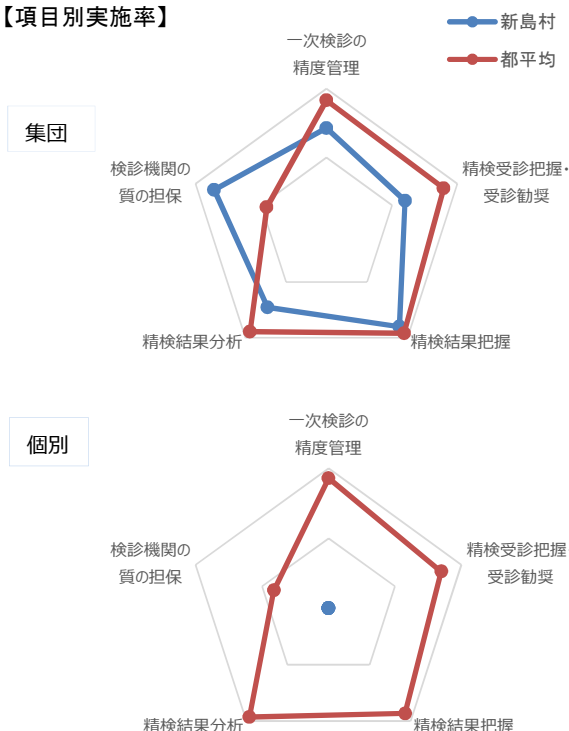 【項目別実施率】
新島村
都平均
集団
一次検診の
精度管理
検診機関の
質の担保
精検受診把握・
受診勧奨
精検結果分析
精検結果把握
個別
一次検診の
精度管理
検診機関の
質の担保
精検受診把握
受診勧奨
精検結果分析
精検結果把握